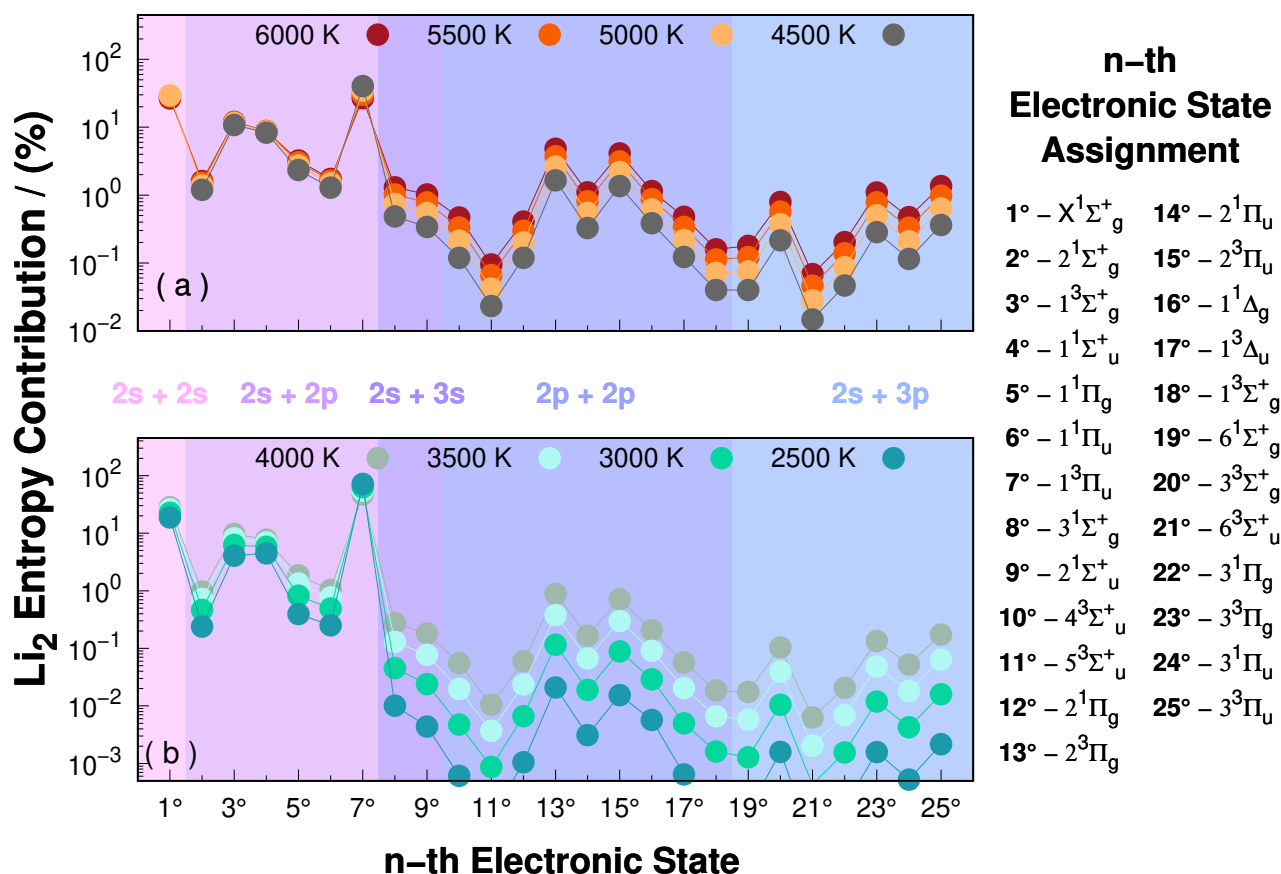 6000 K 5500 K 5000 K 4500 K
10²
10¹
10⁰
10⁻¹
10⁻²
( a )
Li₂ Entropy Contribution / (%)
2s + 2s 2s + 2p 2s + 3s 2p + 2p 2s + 3p
4000 K 3500 K 3000 K 2500 K
10²
10¹
10⁰
10⁻¹
10⁻²
10⁻³
( b )
1° 3° 5° 7° 9° 11° 13° 15° 17° 19° 21° 23° 25°
n−th Electronic State
n−th
Electronic State
Assignment
1° – X¹Σ⁺g
2° – 2¹Σ⁺g
3° – 1³Σ⁺g
4° – 1¹Σ⁺u
5° – 1¹Πg
6° – 1¹Πu
7° – 1³Πu
8° – 3¹Σ⁺g
9° – 2¹Σ⁺u
10° – 4³Σ⁺u
11° – 5³Σ⁺u
12° – 2¹Πg
13° – 2³Πg
14° – 2¹Πu
15° – 2³Πu
16° – 1¹Δg
17° – 1³Δu
18° – 1³Σ⁺g
19° – 6¹Σ⁺g
20° – 3³Σ⁺g
21° – 6³Σ⁺u
22° – 3¹Πg
23° – 3³Πg
24° – 3¹Πu
25° – 3³Πu